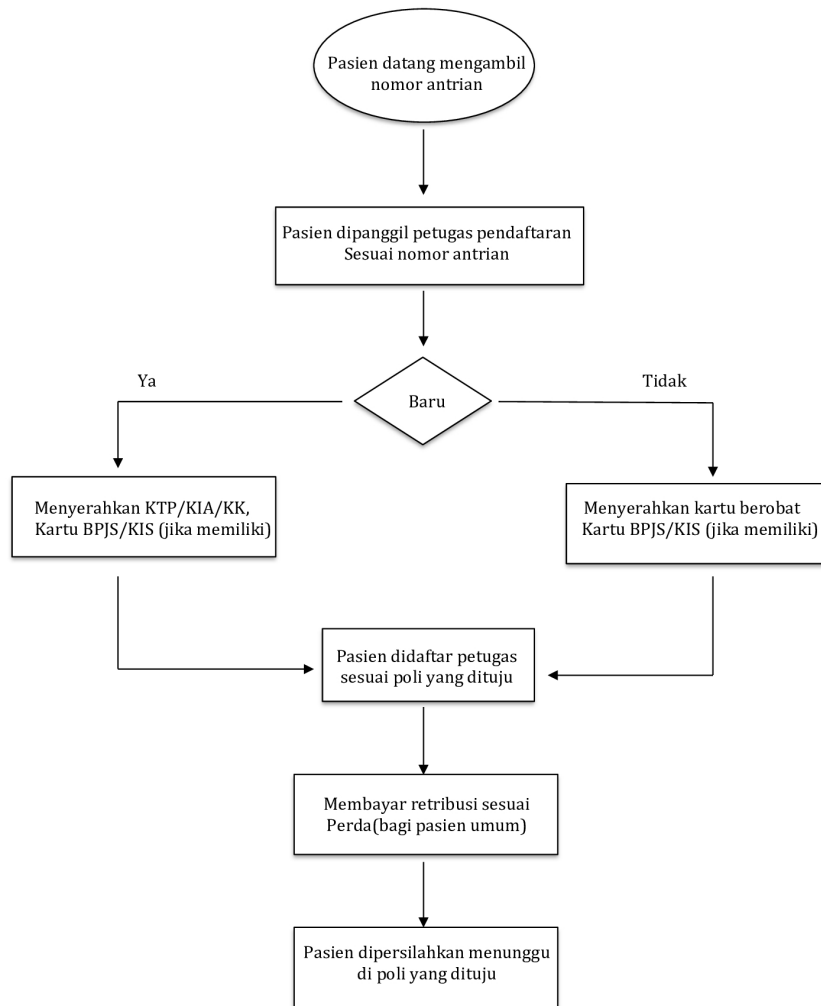 Pasien datang mengambil
nomor antrian
Pasien dipanggil petugas pendaftaran
Sesuai nomor antrian
Ya
Tidak
Baru
Menyerahkan KTP/KIA/KK,
Kartu BPJS/KIS (jika memiliki)
Menyerahkan kartu berobat
Kartu BPJS/KIS (jika memiliki)
Pasien didaftar petugas
sesuai poli yang dituju
Membayar retribusi sesuai
Perda(bagi pasien umum)
Pasien dipersilahkan menunggu
di poli yang dituju